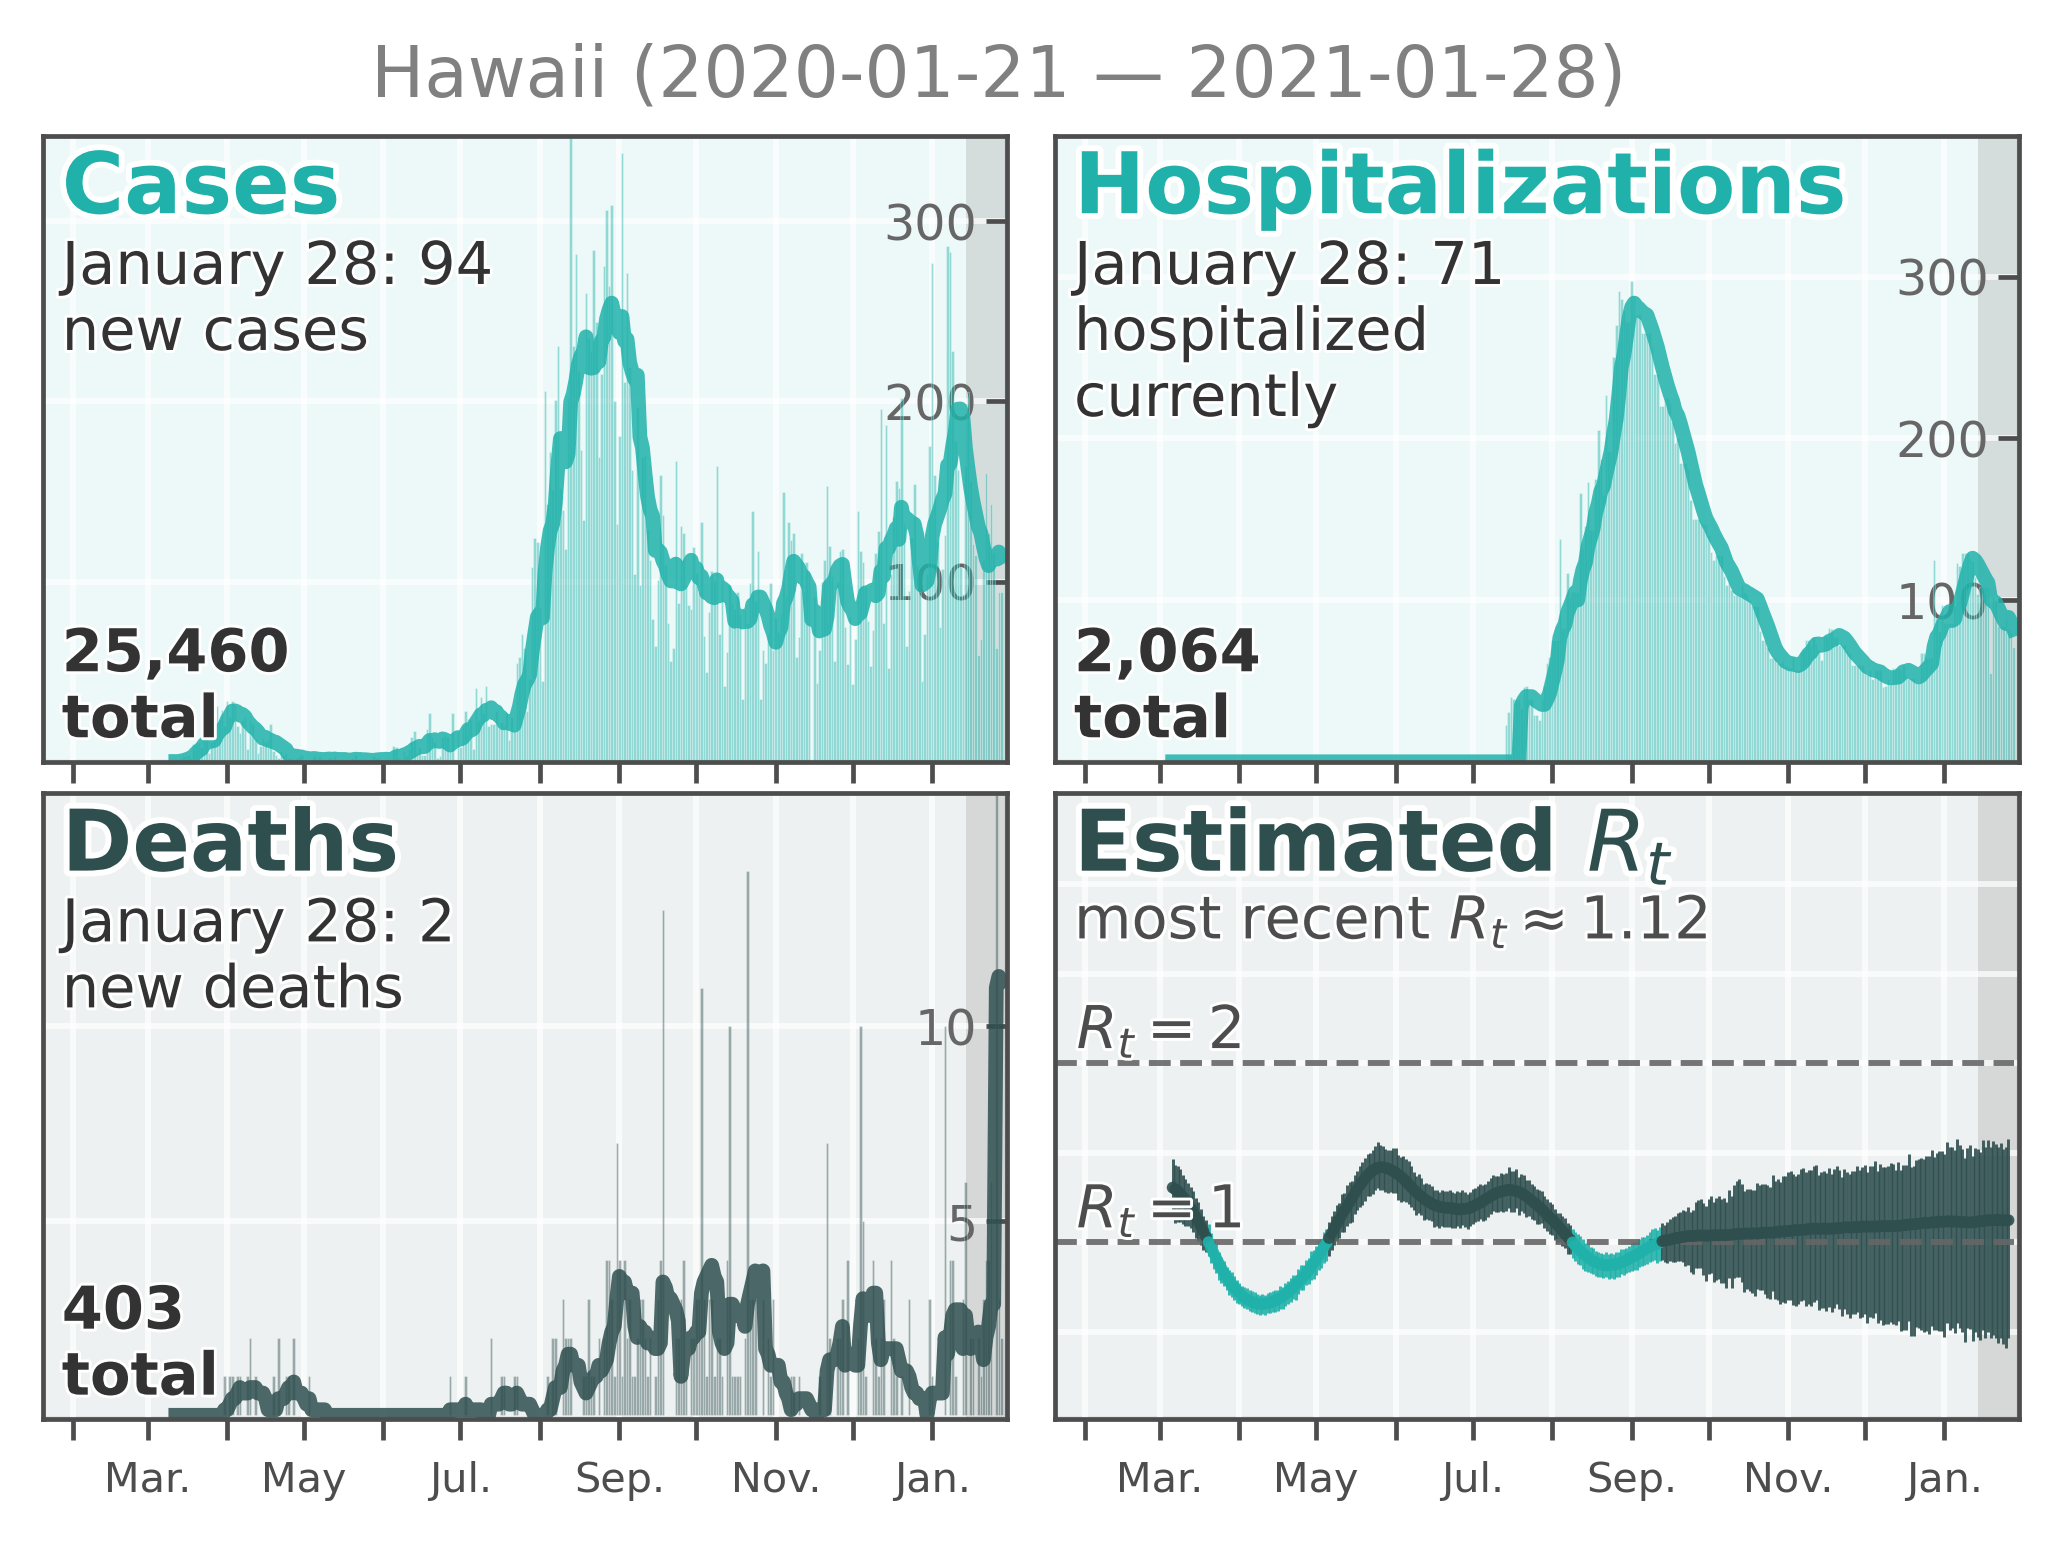 Hawaii (2020-01-21 — 2021-01-28)
Cases
January 28: 94
new cases
300
200
100
25,460
total
Hospitalizations
January 28: 71
hospitalized
currently
300
200
100
2,064
total
Deaths
January 28: 2
new deaths
10
5
403
total
Mar. May Jul. Sep. Nov. Jan.
Estimated Rₜ
most recent Rₜ ≈ 1.12
Rₜ = 2
Rₜ = 1
Mar. May Jul. Sep. Nov. Jan.